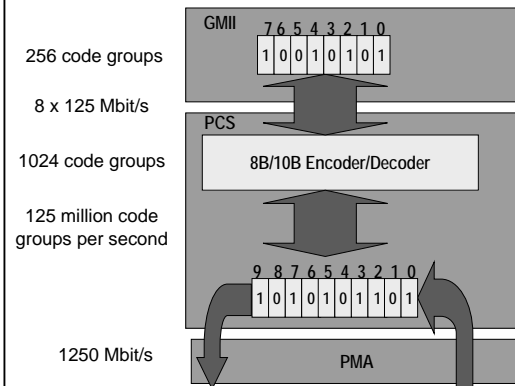 GMII
7 6 5 4 3 2 1 0
1 0 0 1 0 1 0 1
256 code groups
8 x 125 Mbit/s
PCS
1024 code groups
8B/10B Encoder/Decoder
125 million code
groups per second
9 8 7 6 5 4 3 2 1 0
1 0 1 0 1 0 1 1 0 1
1250 Mbit/s
PMA